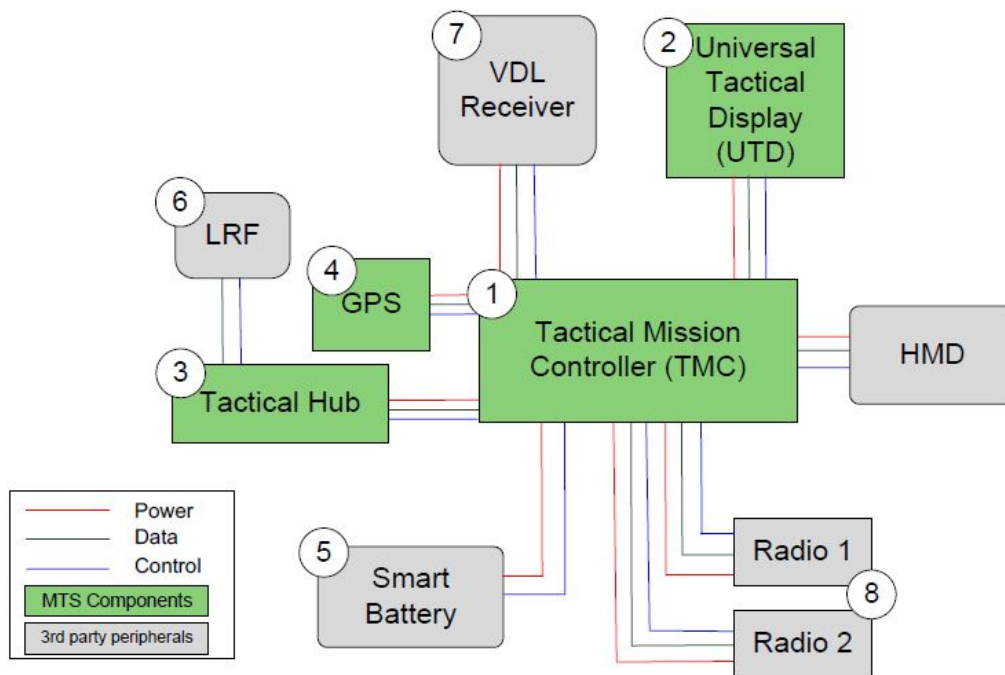 7
VDL
Receiver
2
Universal
Tactical
Display
(UTD)
6
LRF
4
GPS
1
Tactical Mission
Controller (TMC)
HMD
3
Tactical Hub
Power
Data
Control
MTS Components
3rd party peripherals
5
Smart
Battery
Radio 1
8
Radio 2